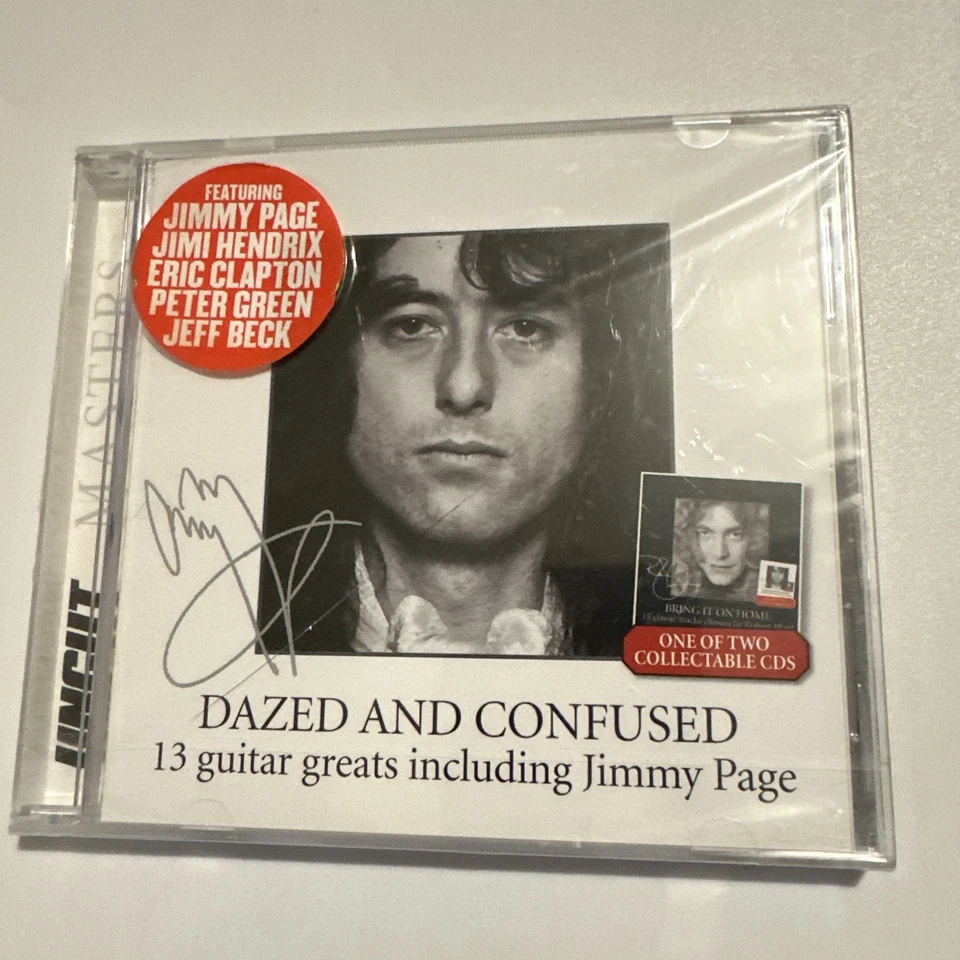 FEATURING
JIMMY PAGE
JIMI HENDRIX
ERIC CLAPTON
PETER GREEN
JEFF BECK
MASTERS
UNCUT
BRING IT ON HOME
ONE OF TWO
COLLECTABLE CDS
DAZED AND CONFUSED
13 guitar greats including Jimmy Page